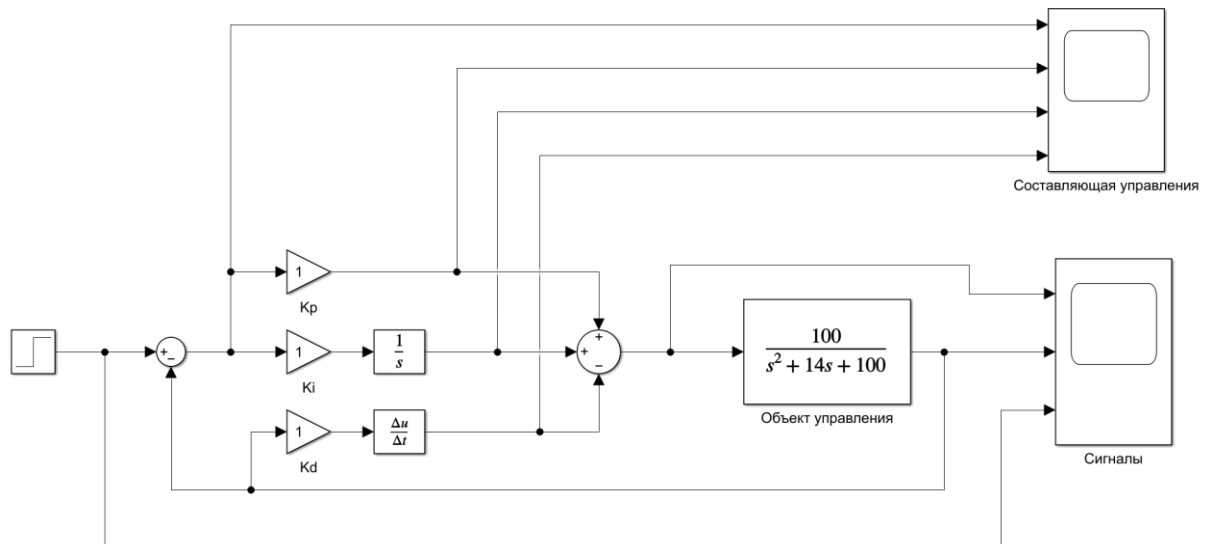 Составляющая управления
1
Kp
+
+
−
1
Ki
1
s
+
+
−
100
s² + 14s + 100
Объект управления
1
Kd
Δu
Δt
Сигналы